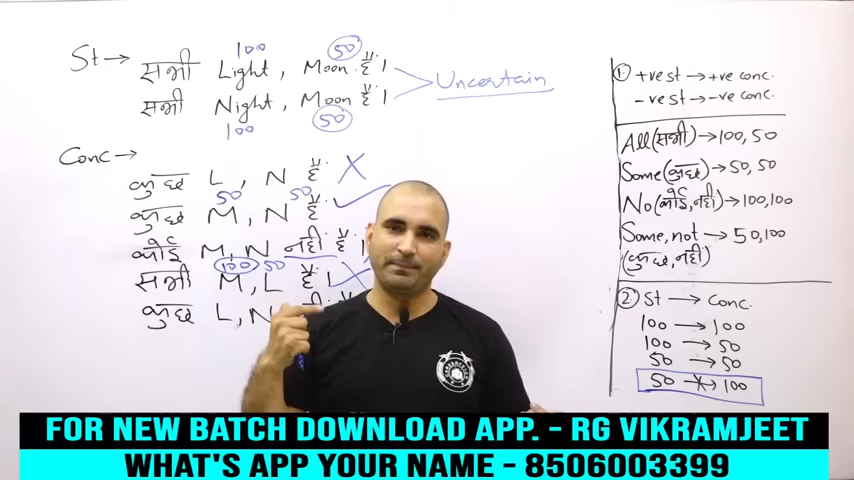 St →
100
50
सभी Light, Moon हैं।
सभी Night, Moon हैं।
100
50
Uncertain
Conc →
कुछ L, N हैं X
50
50
कुछ M, N हैं
कोई M, N नहीं है।
100
50
सभी M, L हैं। X
कुछ L, N
① +ve st → +ve conc.
-ve st → -ve conc.
All (सभी) → 100, 50
Some (कुछ) → 50, 50
No (कोई, नहीं) → 100, 100
Some, not → 50, 100
(कुछ, नहीं)
② St → Conc.
100 → 100
100 → 50
50 → 50
50 → 100
FOR NEW BATCH DOWNLOAD APP. - RG VIKRAMJEET
WHAT'S APP YOUR NAME - 8506003399